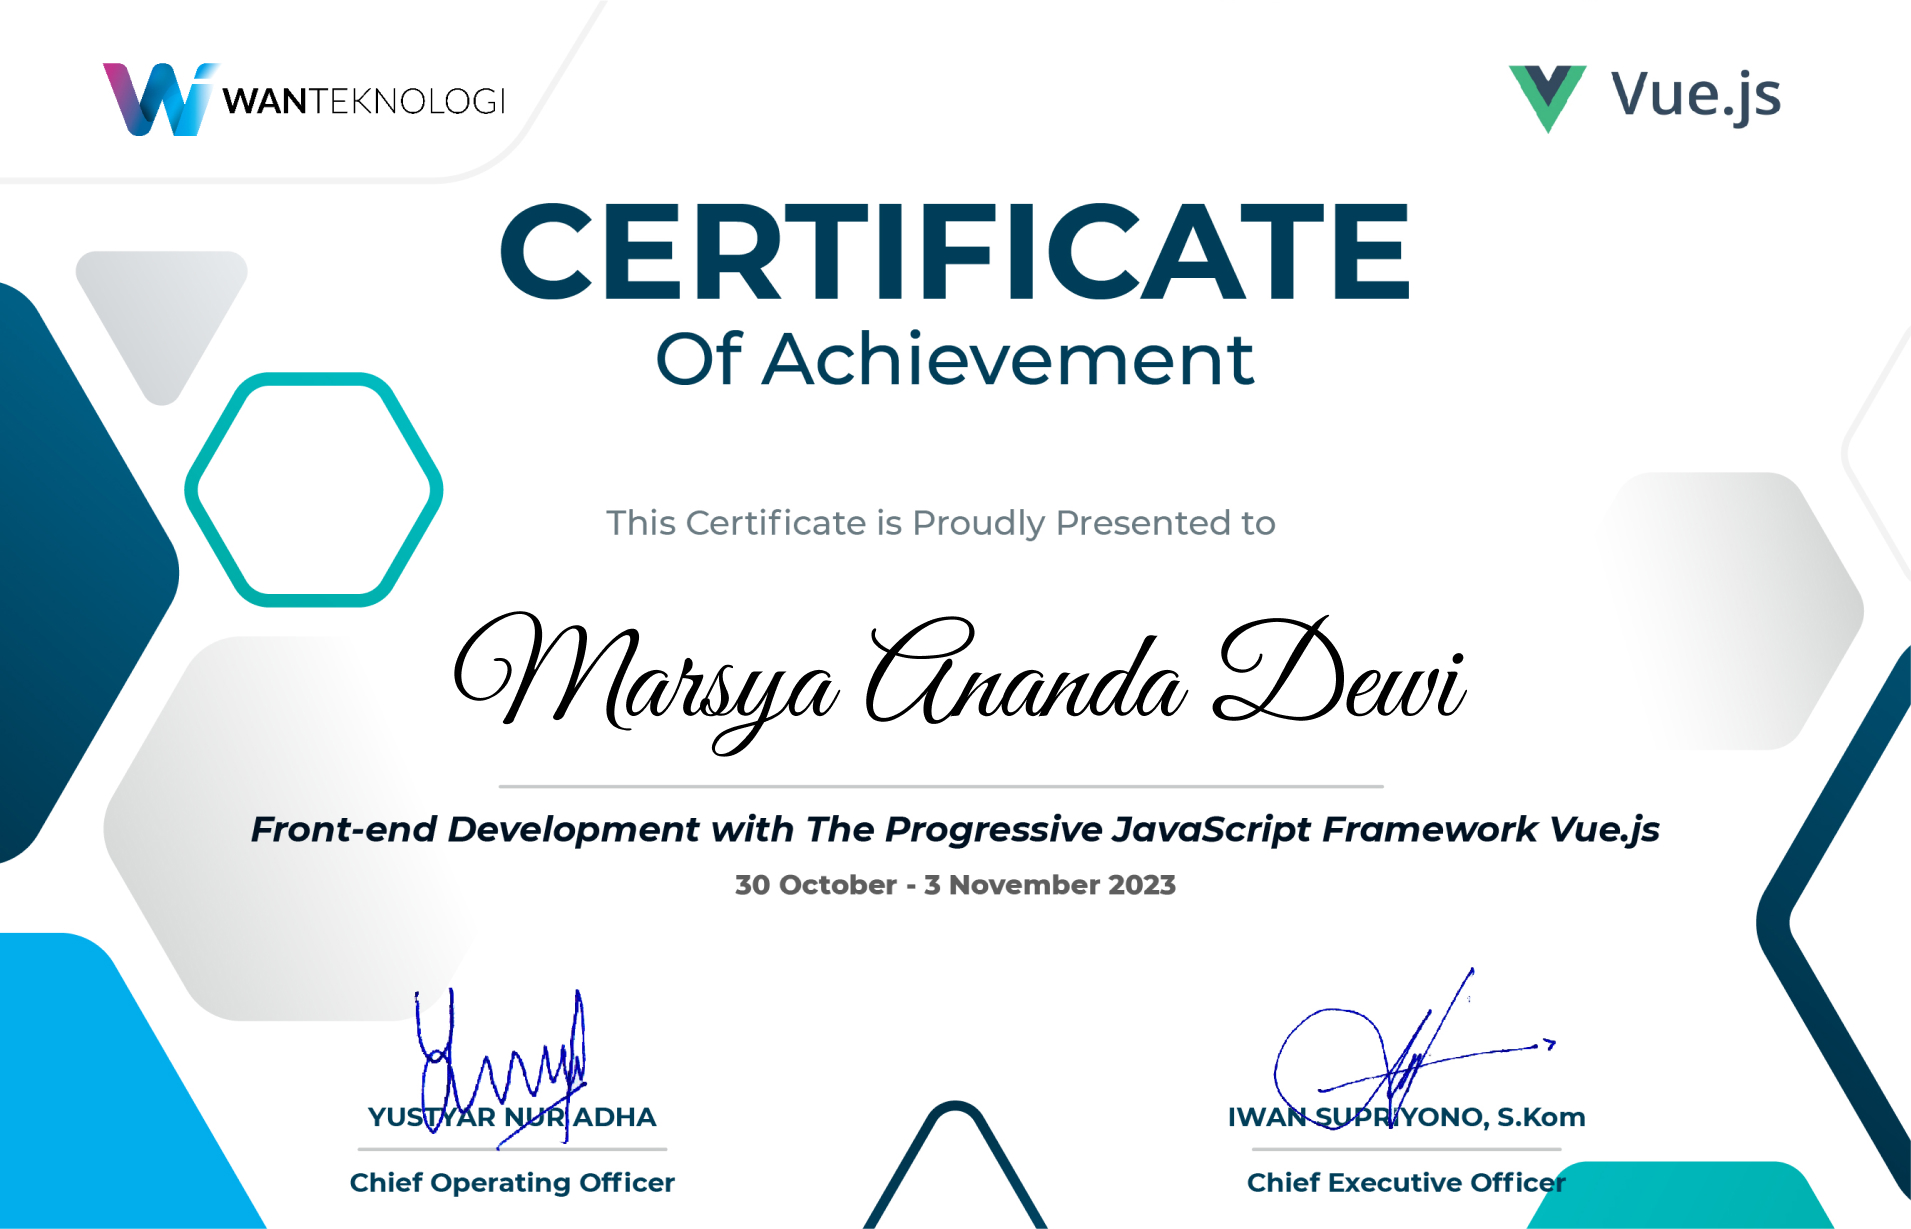 WANTEKNOLOGI
Vue.js
CERTIFICATE
Of Achievement
This Certificate is Proudly Presented to
Marsya Ananda Dewi
Front-end Development with The Progressive JavaScript Framework Vue.js
30 October - 3 November 2023
YUSTYAR NUR ADHA
Chief Operating Officer
IWAN SUPRIYONO, S.Kom
Chief Executive Officer